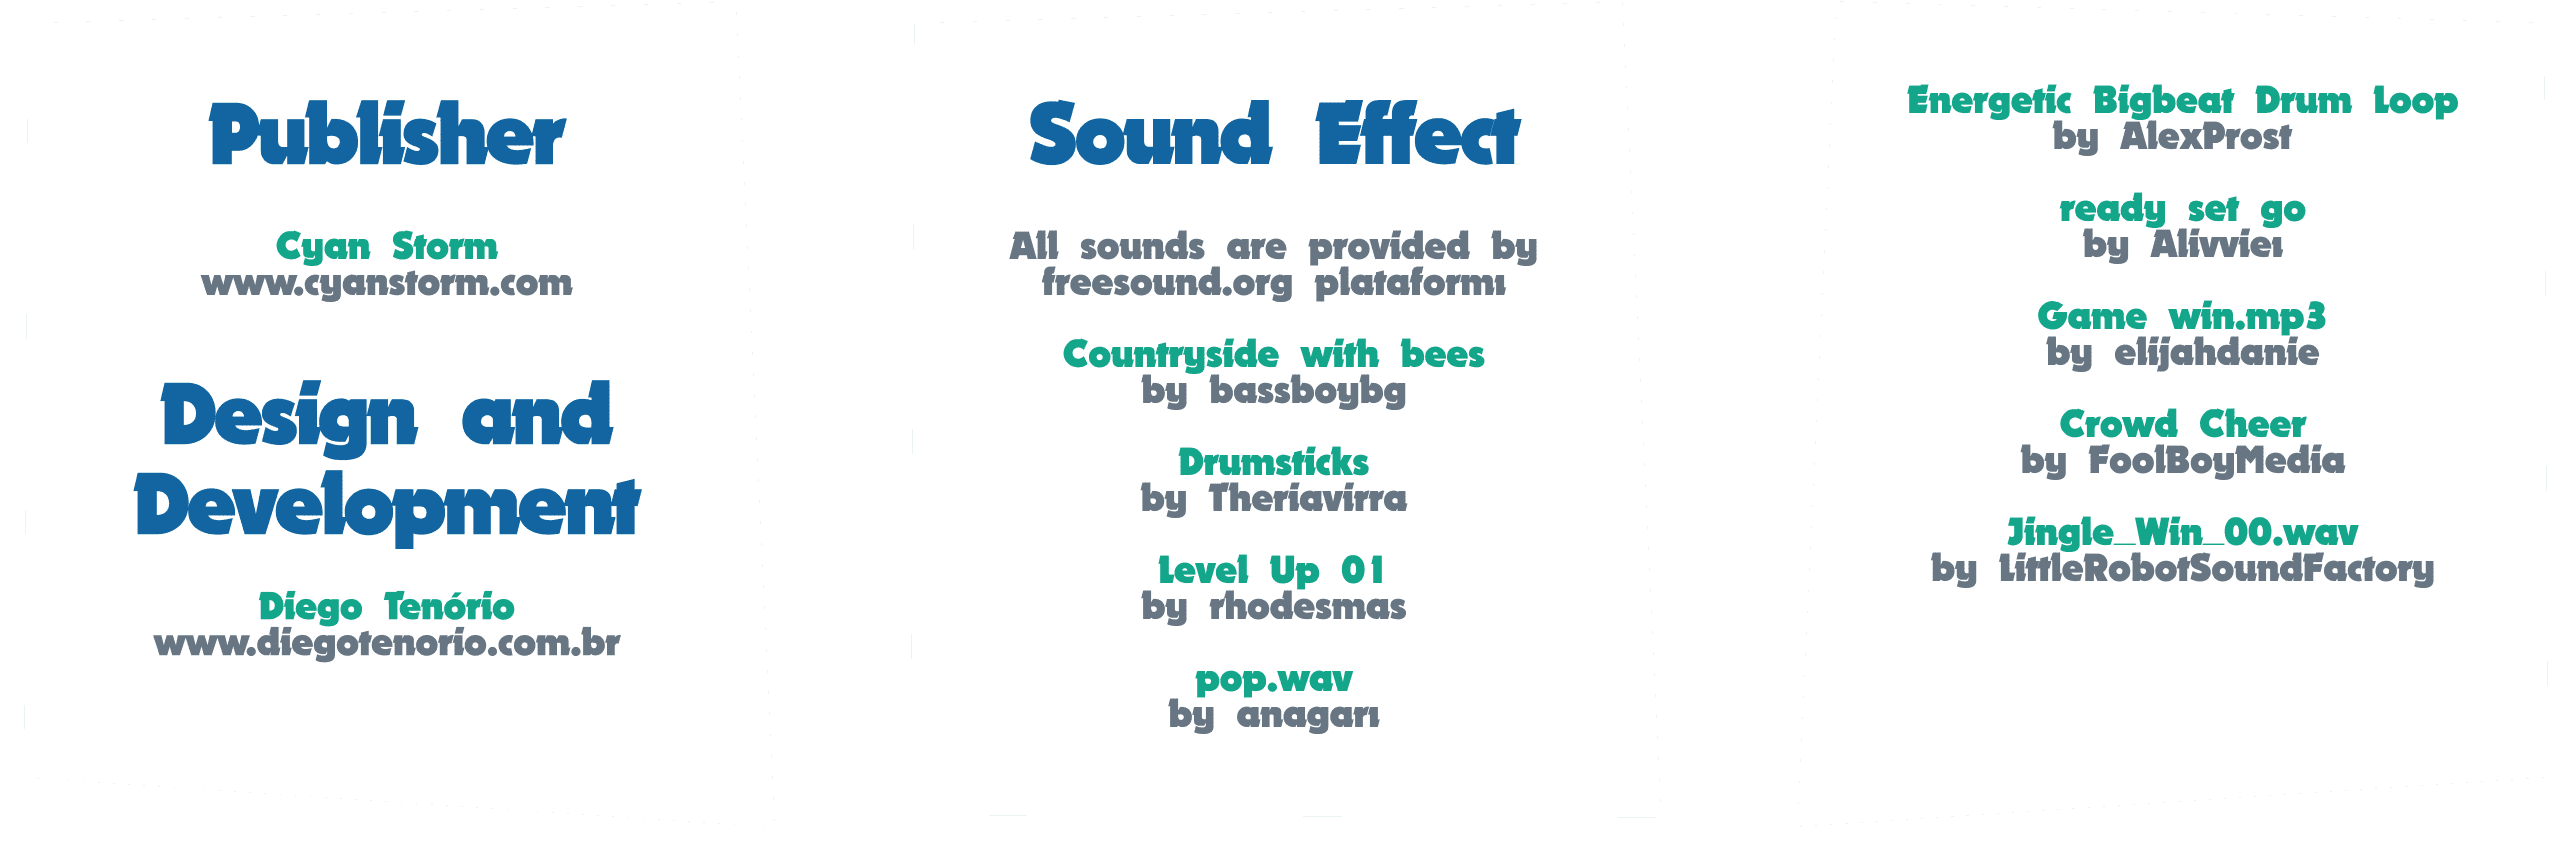 Publisher
Cyan Storm
www.cyanstorm.com
Design and
Development
Diego Tenório
www.diegotenorio.com.br
Sound Effect
All sounds are provided by
freesound.org plataformı
Countryside with bees
by bassboybg
Drumsticks
by Theriavirra
Level Up 01
by rhodesmas
pop.wav
by anagarı
Energetic Bigbeat Drum Loop
by AlexProst
ready set go
by Alivvieı
Game win.mp3
by elijahdanie
Crowd Cheer
by FoolBoyMedia
Jingle_Win_00.wav
by LittleRobotSoundFactory